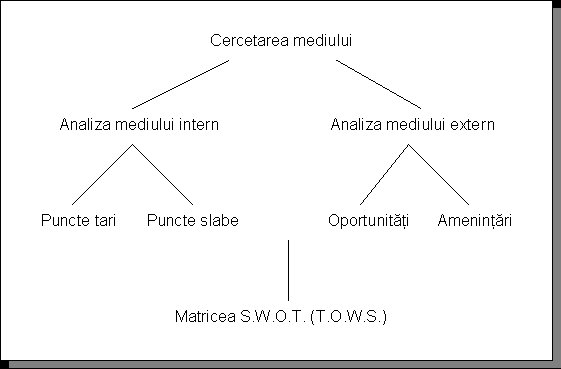 Cercetarea mediului
Analiza mediului intern
Analiza mediului extern
Puncte tari
Puncte slabe
Oportunități
Amenințări
Matricea S.W.O.T. (T.O.W.S.)